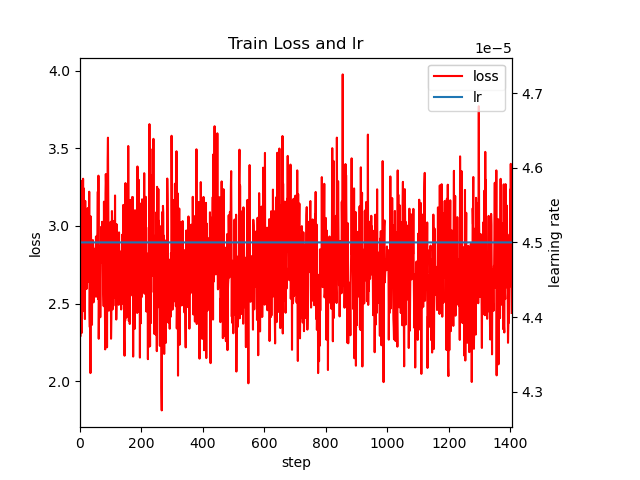 Train Loss and lr
1e−5
loss
lr
4.0
3.5
3.0
2.5
2.0
4.7
4.6
4.5
4.4
4.3
loss
learning rate
0 200 400 600 800 1000 1200 1400
step